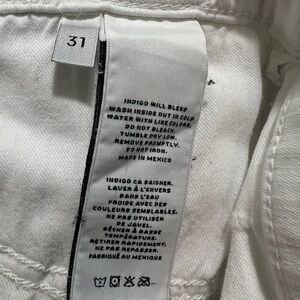 31
INDIGO WILL BLEED
WASH INSIDE OUT IN COLD
WATER WITH LIKE COLORS.
DO NOT BLEACH.
TUMBLE DRY LOW.
REMOVE PROMPTLY.
DO NOT IRON.
MADE IN MEXICO
INDIGO CA SAIGNER.
LAVER À L'ENVERS
DANS L'EAU
FROIDE AVEC DES
COULEURS SEMBLABLES.
NE PAS UTILISER
DE JAVEL.
SÉCHER À BASSE
TEMPÉRATURE.
RETIRER RAPIDEMENT.
NE PAS REPASSER.
FABRIQUÉ AU MEXIQUE